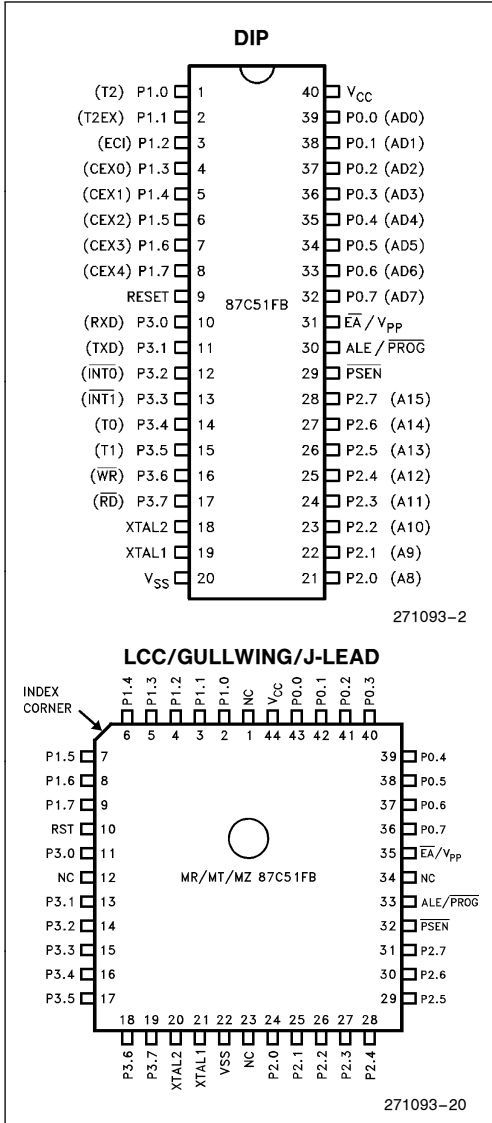 DIP
(T2) P1.0 1 40 VCC
(T2EX) P1.1 2 39 P0.0 (AD0)
(ECI) P1.2 3 38 P0.1 (AD1)
(CEX0) P1.3 4 37 P0.2 (AD2)
(CEX1) P1.4 5 36 P0.3 (AD3)
(CEX2) P1.5 6 35 P0.4 (AD4)
(CEX3) P1.6 7 34 P0.5 (AD5)
(CEX4) P1.7 8 33 P0.6 (AD6)
RESET 9 32 P0.7 (AD7)
87C51FB
(RXD) P3.0 10 31 E̅A̅/VPP
(TXD) P3.1 11 30 ALE/P̅R̅O̅G̅
(I̅N̅T̅0̅) P3.2 12 29 P̅S̅E̅N̅
(I̅N̅T̅1̅) P3.3 13 28 P2.7 (A15)
(T0) P3.4 14 27 P2.6 (A14)
(T1) P3.5 15 26 P2.5 (A13)
(W̅R̅) P3.6 16 25 P2.4 (A12)
(R̅D̅) P3.7 17 24 P2.3 (A11)
XTAL2 18 23 P2.2 (A10)
XTAL1 19 22 P2.1 (A9)
VSS 20 21 P2.0 (A8)
271093-2
LCC/GULLWING/J-LEAD
INDEX
CORNER
P1.4 P1.3 P1.2 P1.1 P1.0 NC VCC P0.0 P0.1 P0.2 P0.3
6 5 4 3 2 1 44 43 42 41 40
P1.5 7 39 P0.4
P1.6 8 38 P0.5
P1.7 9 37 P0.6
RST 10 36 P0.7
P3.0 11 35 E̅A̅/VPP
NC 12 34 NC
MR/MT/MZ 87C51FB
P3.1 13 33 ALE/P̅R̅O̅G̅
P3.2 14 32 P̅S̅E̅N̅
P3.3 15 31 P2.7
P3.4 16 30 P2.6
P3.5 17 29 P2.5
18 19 20 21 22 23 24 25 26 27 28
P3.6 P3.7 XTAL2 XTAL1 VSS NC P2.0 P2.1 P2.2 P2.3 P2.4
271093-20